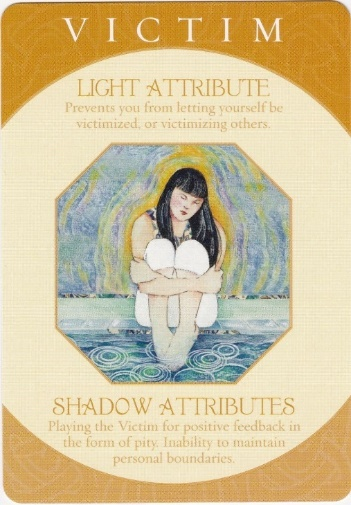 VICTIM
LIGHT ATTRIBUTE
Prevents you from letting yourself be
victimized, or victimizing others.
SHADOW ATTRIBUTES
Playing the Victim for positive feedback in
the form of pity. Inability to maintain
personal boundaries.